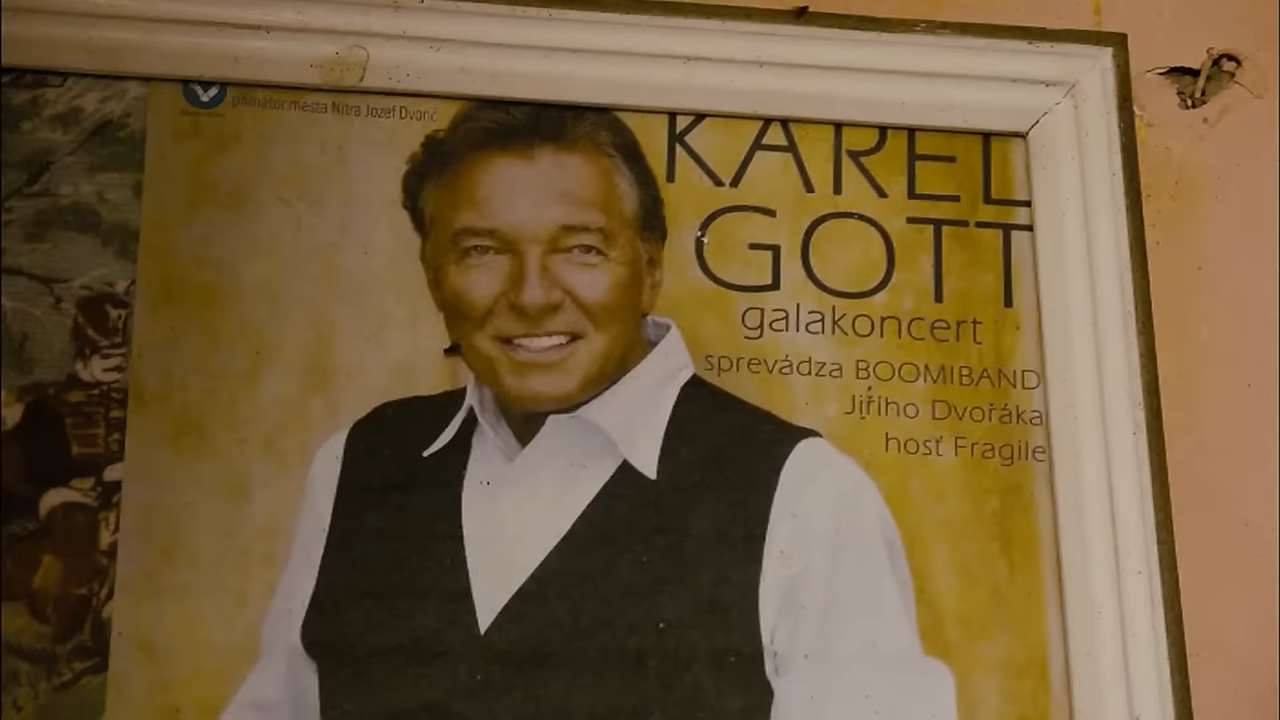 primátor mesta Nitra Jozef Dvonč
KAREL
GOTT
galakoncert
sprevádza BOOMIBAND
Jiřího Dvořáka
hosť Fragile